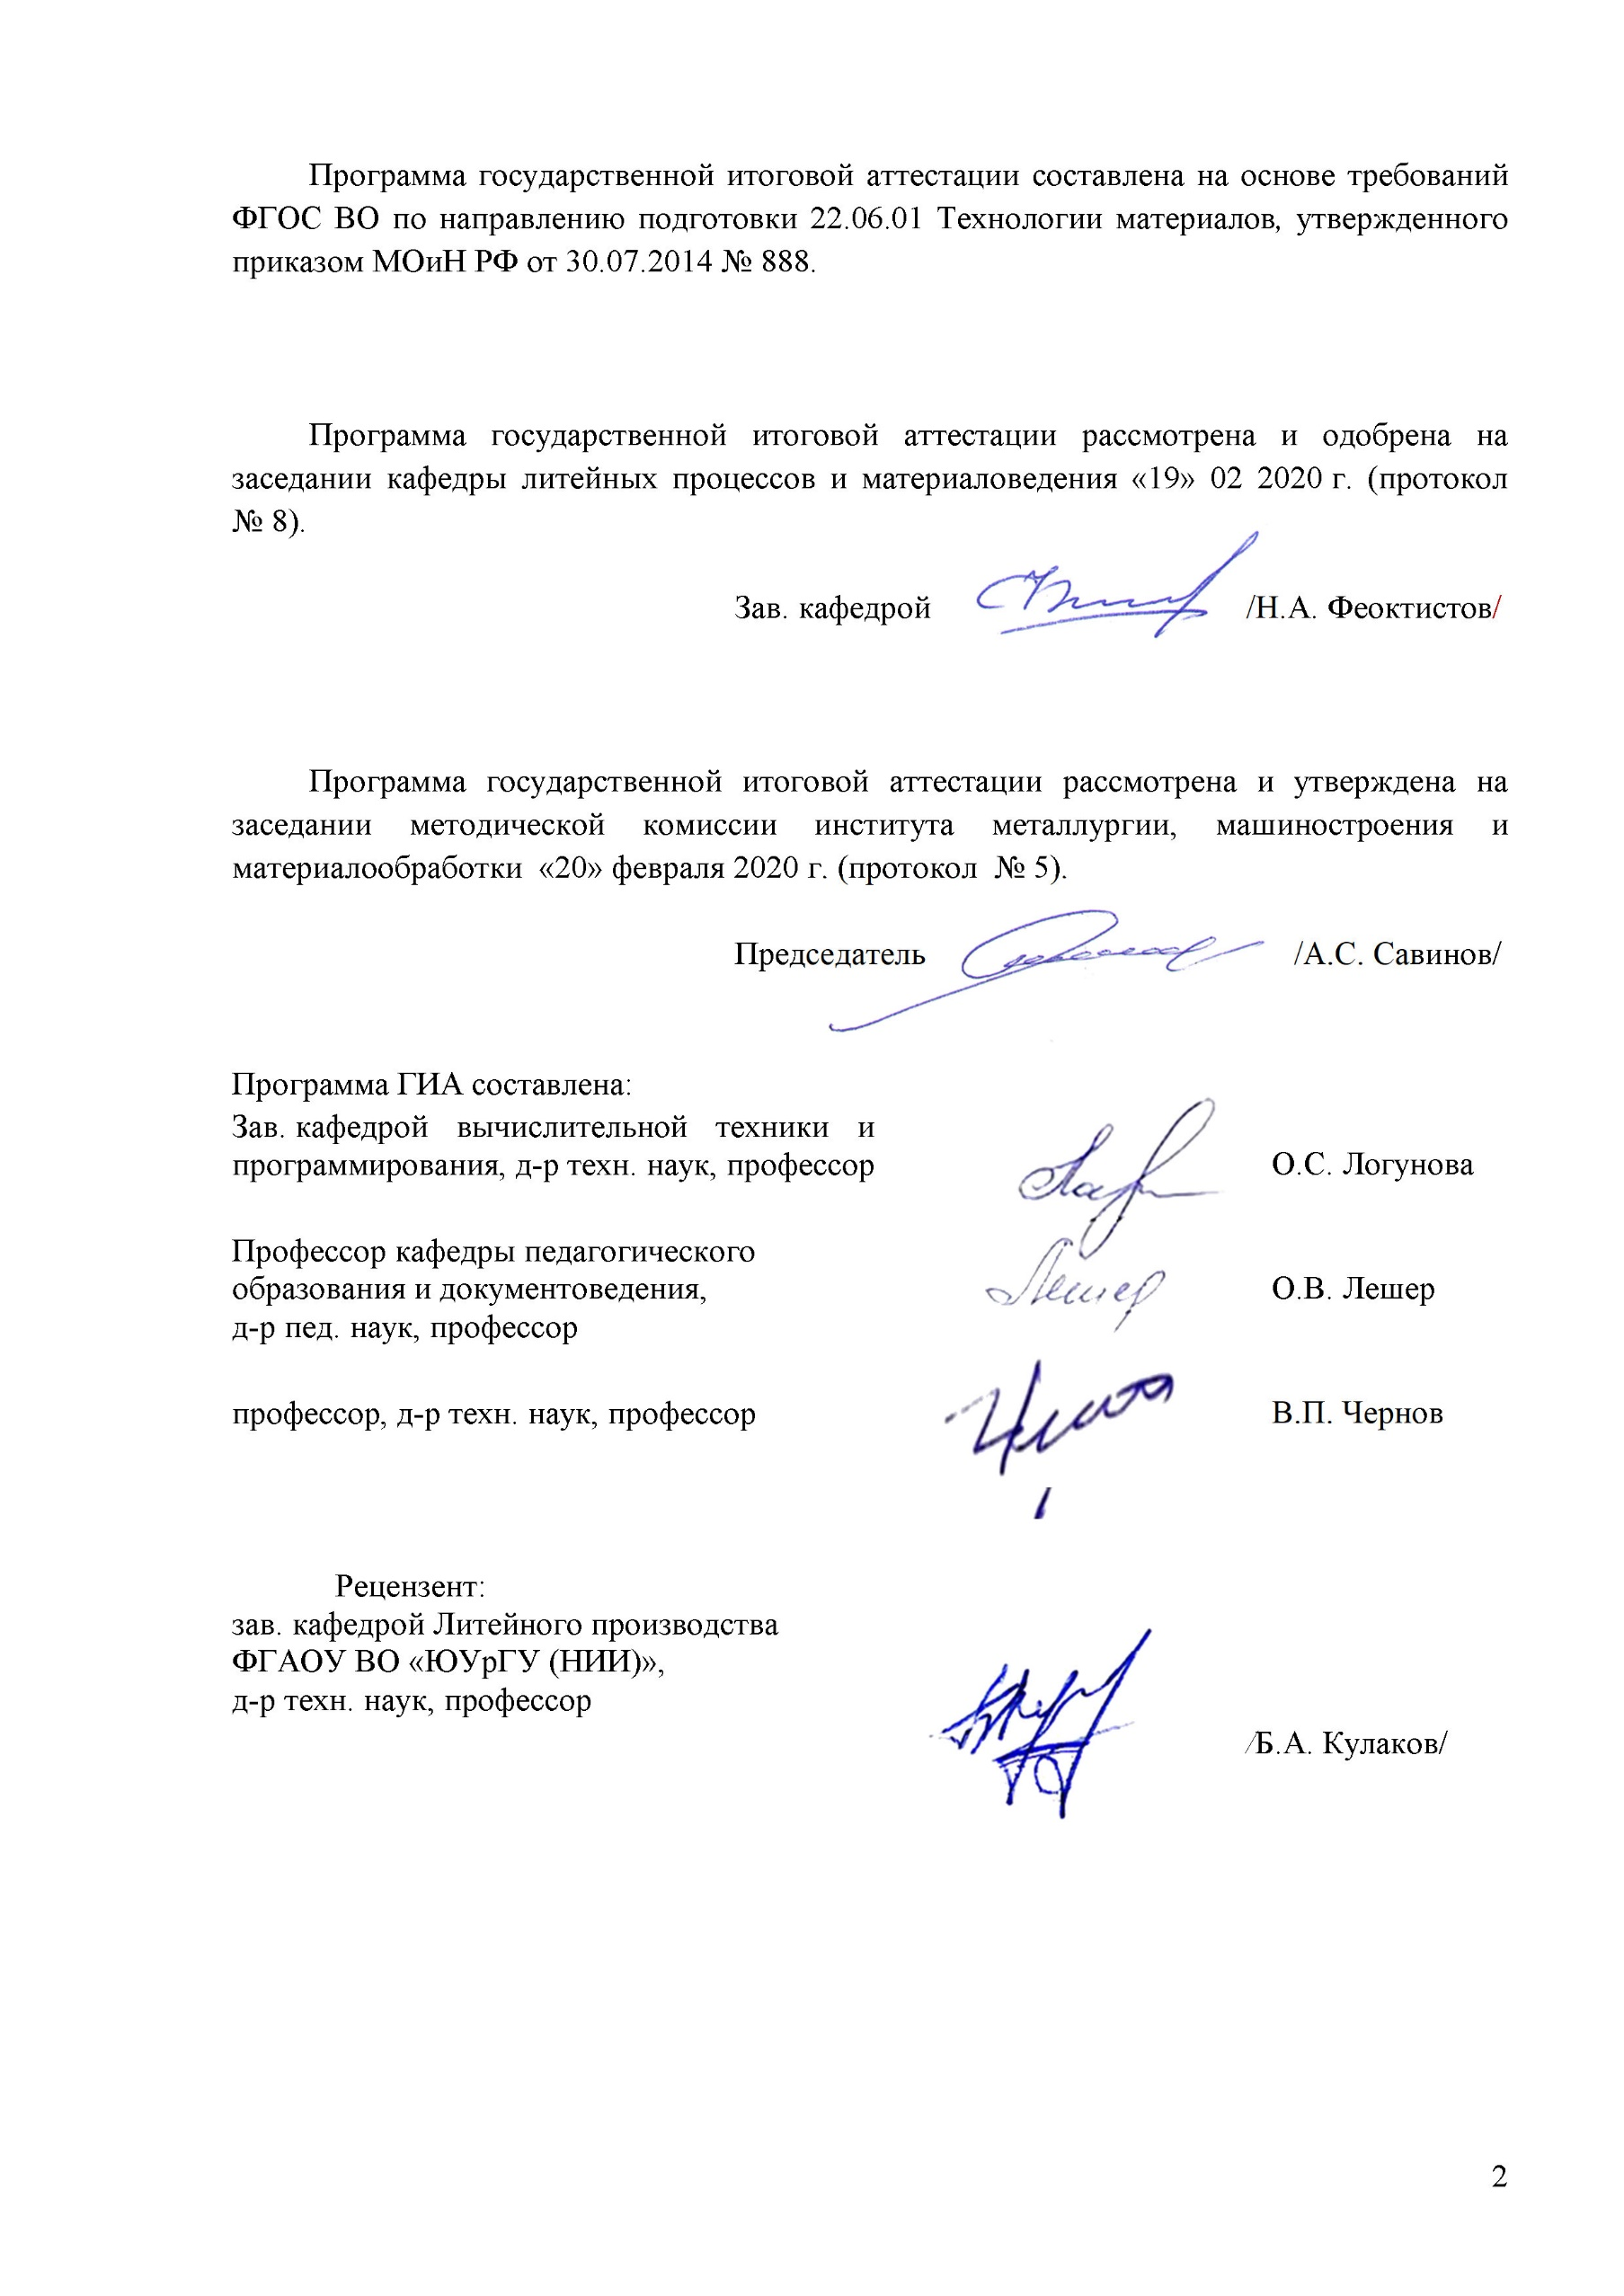 Программа государственной итоговой аттестации составлена на основе требований
ФГОС ВО по направлению подготовки 22.06.01 Технологии материалов, утвержденного
приказом МОиН РФ от 30.07.2014 № 888.
Программа государственной итоговой аттестации рассмотрена и одобрена на
заседании кафедры литейных процессов и материаловедения «19» 02 2020 г. (протокол
№ 8).
Зав. кафедрой /Н.А. Феоктистов/
Программа государственной итоговой аттестации рассмотрена и утверждена на
заседании методической комиссии института металлургии, машиностроения и
материалообработки «20» февраля 2020 г. (протокол № 5).
Председатель /А.С. Савинов/
Программа ГИА составлена:
Зав. кафедрой вычислительной техники и
программирования, д-р техн. наук, профессор О.С. Логунова
Профессор кафедры педагогического
образования и документоведения, Лешер О.В. Лешер
д-р пед. наук, профессор
профессор, д-р техн. наук, профессор В.П. Чернов
Рецензент:
зав. кафедрой Литейного производства
ФГАОУ ВО «ЮУрГУ (НИИ)»,
д-р техн. наук, профессор
/Б.А. Кулаков/
2